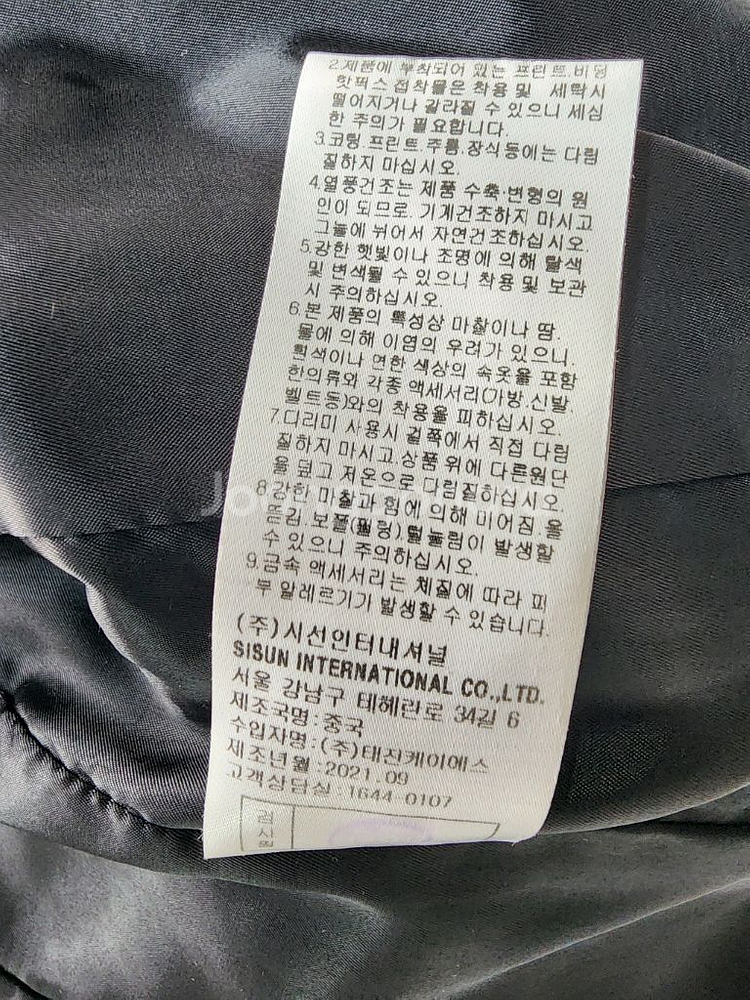 2.제품에 부착되어 있는 프린트.비딩
핫픽스 접착물은 착용 및 세탁시
떨어지거나 갈라질 수 있으니 세심
한 주의가 필요합니다.
3.코팅.프린트.주름.장식등에는 다림
질하지 마십시오.
4.열풍건조는 제품 수축·변형의 원
인이 되므로. 기계건조하지 마시고
그늘에 뉘어서 자연건조하십시오.
5.강한 햇빛이나 조명에 의해 탈색
및 변색될 수 있으니 착용 및 보관
시 주의하십시오.
6.본 제품의 특성상 마찰이나 땀.
물에 의해 이염의 우려가 있으니.
흰색이나 연한 색상의 속옷을 포함
한의류와 각종 액세서리(가방.신발.
벨트등)와의 착용을 피하십시오.
7.다리미 사용시 겉쪽에서 직접 다림
질하지 마시고.상품 위에 다른원단
을 덮고 저온으로 다림질하십시오.
8.강한 마찰과 힘에 의해 미어짐.올
뜯김.보풀(필링).털눌림이 발생할
수 있으니 주의하십시오.
9.금속 액세서리는 체질에 따라 피
부 알레르기가 발생할 수 있습니다.
(주)시선인터내셔널
SISUN INTERNATIONAL CO.,LTD.
서울 강남구 테헤란로 34길 6
제조국명:중국
수입자명:(주)태진케이에스
제조년월:2021.09
고객상담실:1644-0107
검사필